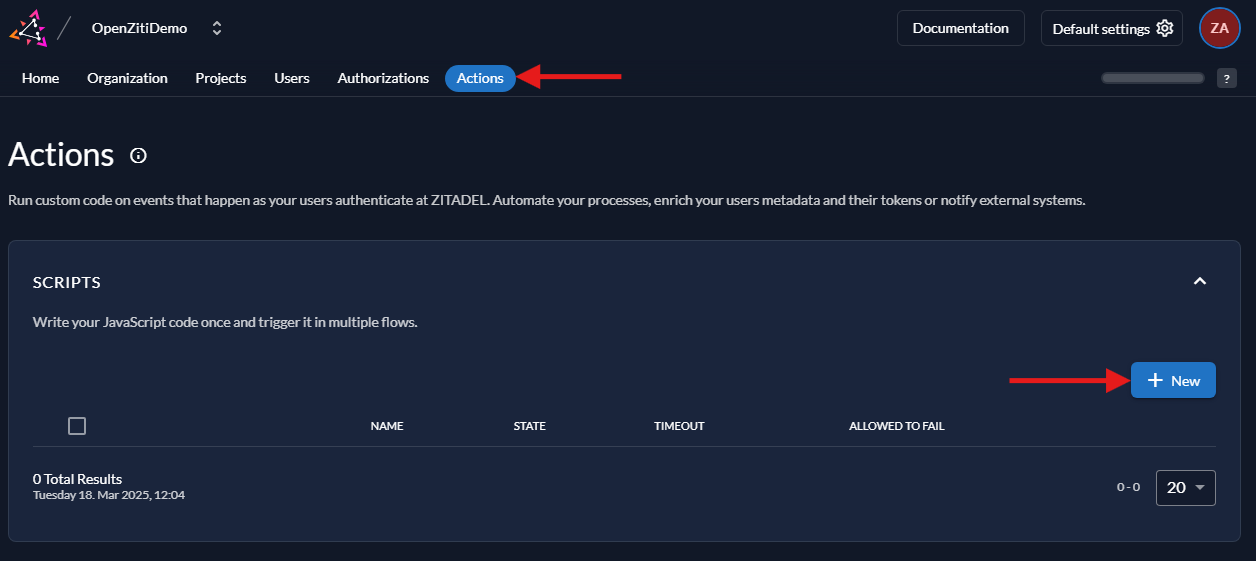 OpenZitiDemo
Documentation
Default settings
ZA
Home Organization Projects Users Authorizations Actions
?
Actions
Run custom code on events that happen as your users authenticate at ZITADEL. Automate your processes, enrich your users metadata and their tokens or notify external systems.
SCRIPTS
Write your JavaScript code once and trigger it in multiple flows.
New
NAME STATE TIMEOUT ALLOWED TO FAIL
0 Total Results
Tuesday 18. Mar 2025, 12:04
0 - 0
20